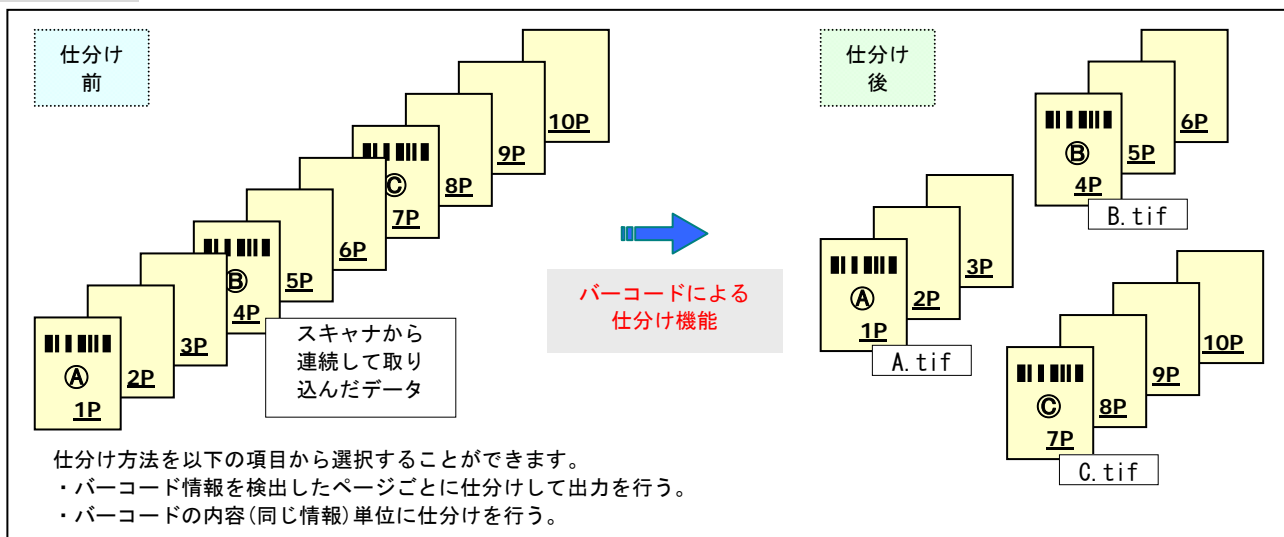 仕分け
前
Ⓐ
1P
2P
3P
Ⓑ
4P
5P
6P
Ⓒ
7P
8P
9P
10P
スキャナから
連続して取り
込んだデータ
バーコードによる
仕分け機能
仕分け
後
Ⓐ
1P
2P
3P
A.tif
Ⓑ
4P
5P
6P
B.tif
Ⓒ
7P
8P
9P
10P
C.tif
仕分け方法を以下の項目から選択することができます。
・バーコード情報を検出したページごとに仕分けして出力を行う。
・バーコードの内容(同じ情報)単位に仕分けを行う。